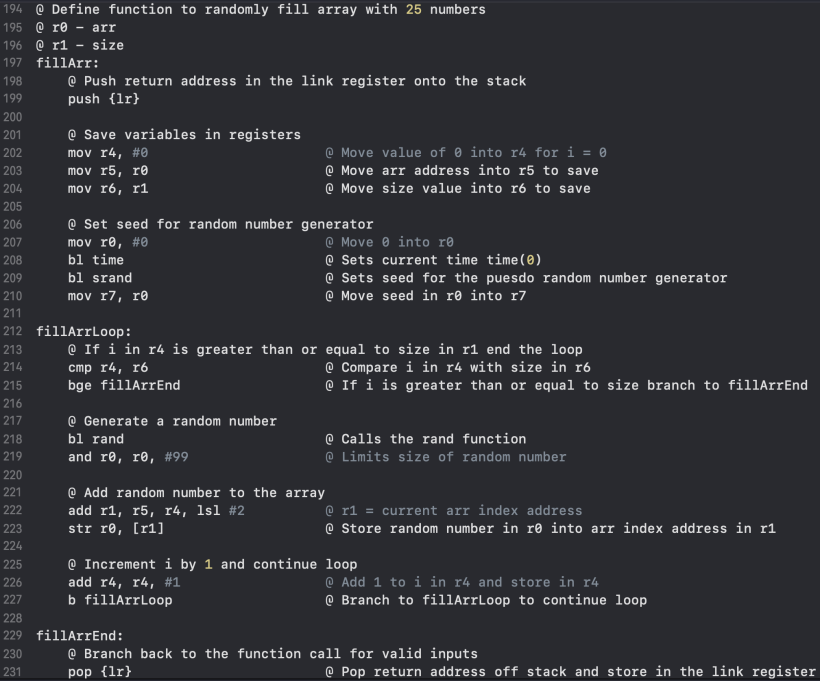 194 @ Define function to randomly fill array with 25 numbers
195 @ r0 – arr
196 @ r1 – size
197 fillArr:
198     @ Push return address in the link register onto the stack
199     push {lr}
200
201     @ Save variables in registers
202     mov r4, #0                    @ Move value of 0 into r4 for i = 0
203     mov r5, r0                    @ Move arr address into r5 to save
204     mov r6, r1                    @ Move size value into r6 to save
205
206     @ Set seed for random number generator
207     mov r0, #0                    @ Move 0 into r0
208     bl time                       @ Sets current time time(0)
209     bl srand                      @ Sets seed for the puesdo random number generator
210     mov r7, r0                    @ Move seed in r0 into r7
211
212 fillArrLoop:
213     @ If i in r4 is greater than or equal to size in r1 end the loop
214     cmp r4, r6                    @ Compare i in r4 with size in r6
215     bge fillArrEnd                @ If i is greater than or equal to size branch to fillArrEnd
216
217     @ Generate a random number
218     bl rand                       @ Calls the rand function
219     and r0, r0, #99               @ Limits size of random number
220
221     @ Add random number to the array
222     add r1, r5, r4, lsl #2        @ r1 = current arr index address
223     str r0, [r1]                  @ Store random number in r0 into arr index address in r1
224
225     @ Increment i by 1 and continue loop
226     add r4, r4, #1                @ Add 1 to i in r4 and store in r4
227     b fillArrLoop                 @ Branch to fillArrLoop to continue loop
228
229 fillArrEnd:
230     @ Branch back to the function call for valid inputs
231     pop {lr}                      @ Pop return address off stack and store in the link register